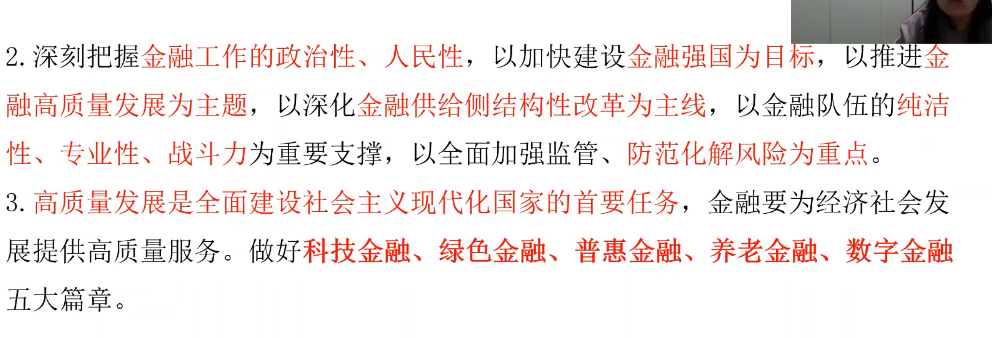 2.深刻把握金融工作的政治性、人民性，以加快建设金融强国为目标，以推进金
融高质量发展为主题，以深化金融供给侧结构性改革为主线，以金融队伍的纯洁
性、专业性、战斗力为重要支撑，以全面加强监管、防范化解风险为重点。
3.高质量发展是全面建设社会主义现代化国家的首要任务，金融要为经济社会发
展提供高质量服务。做好科技金融、绿色金融、普惠金融、养老金融、数字金融
五大篇章。